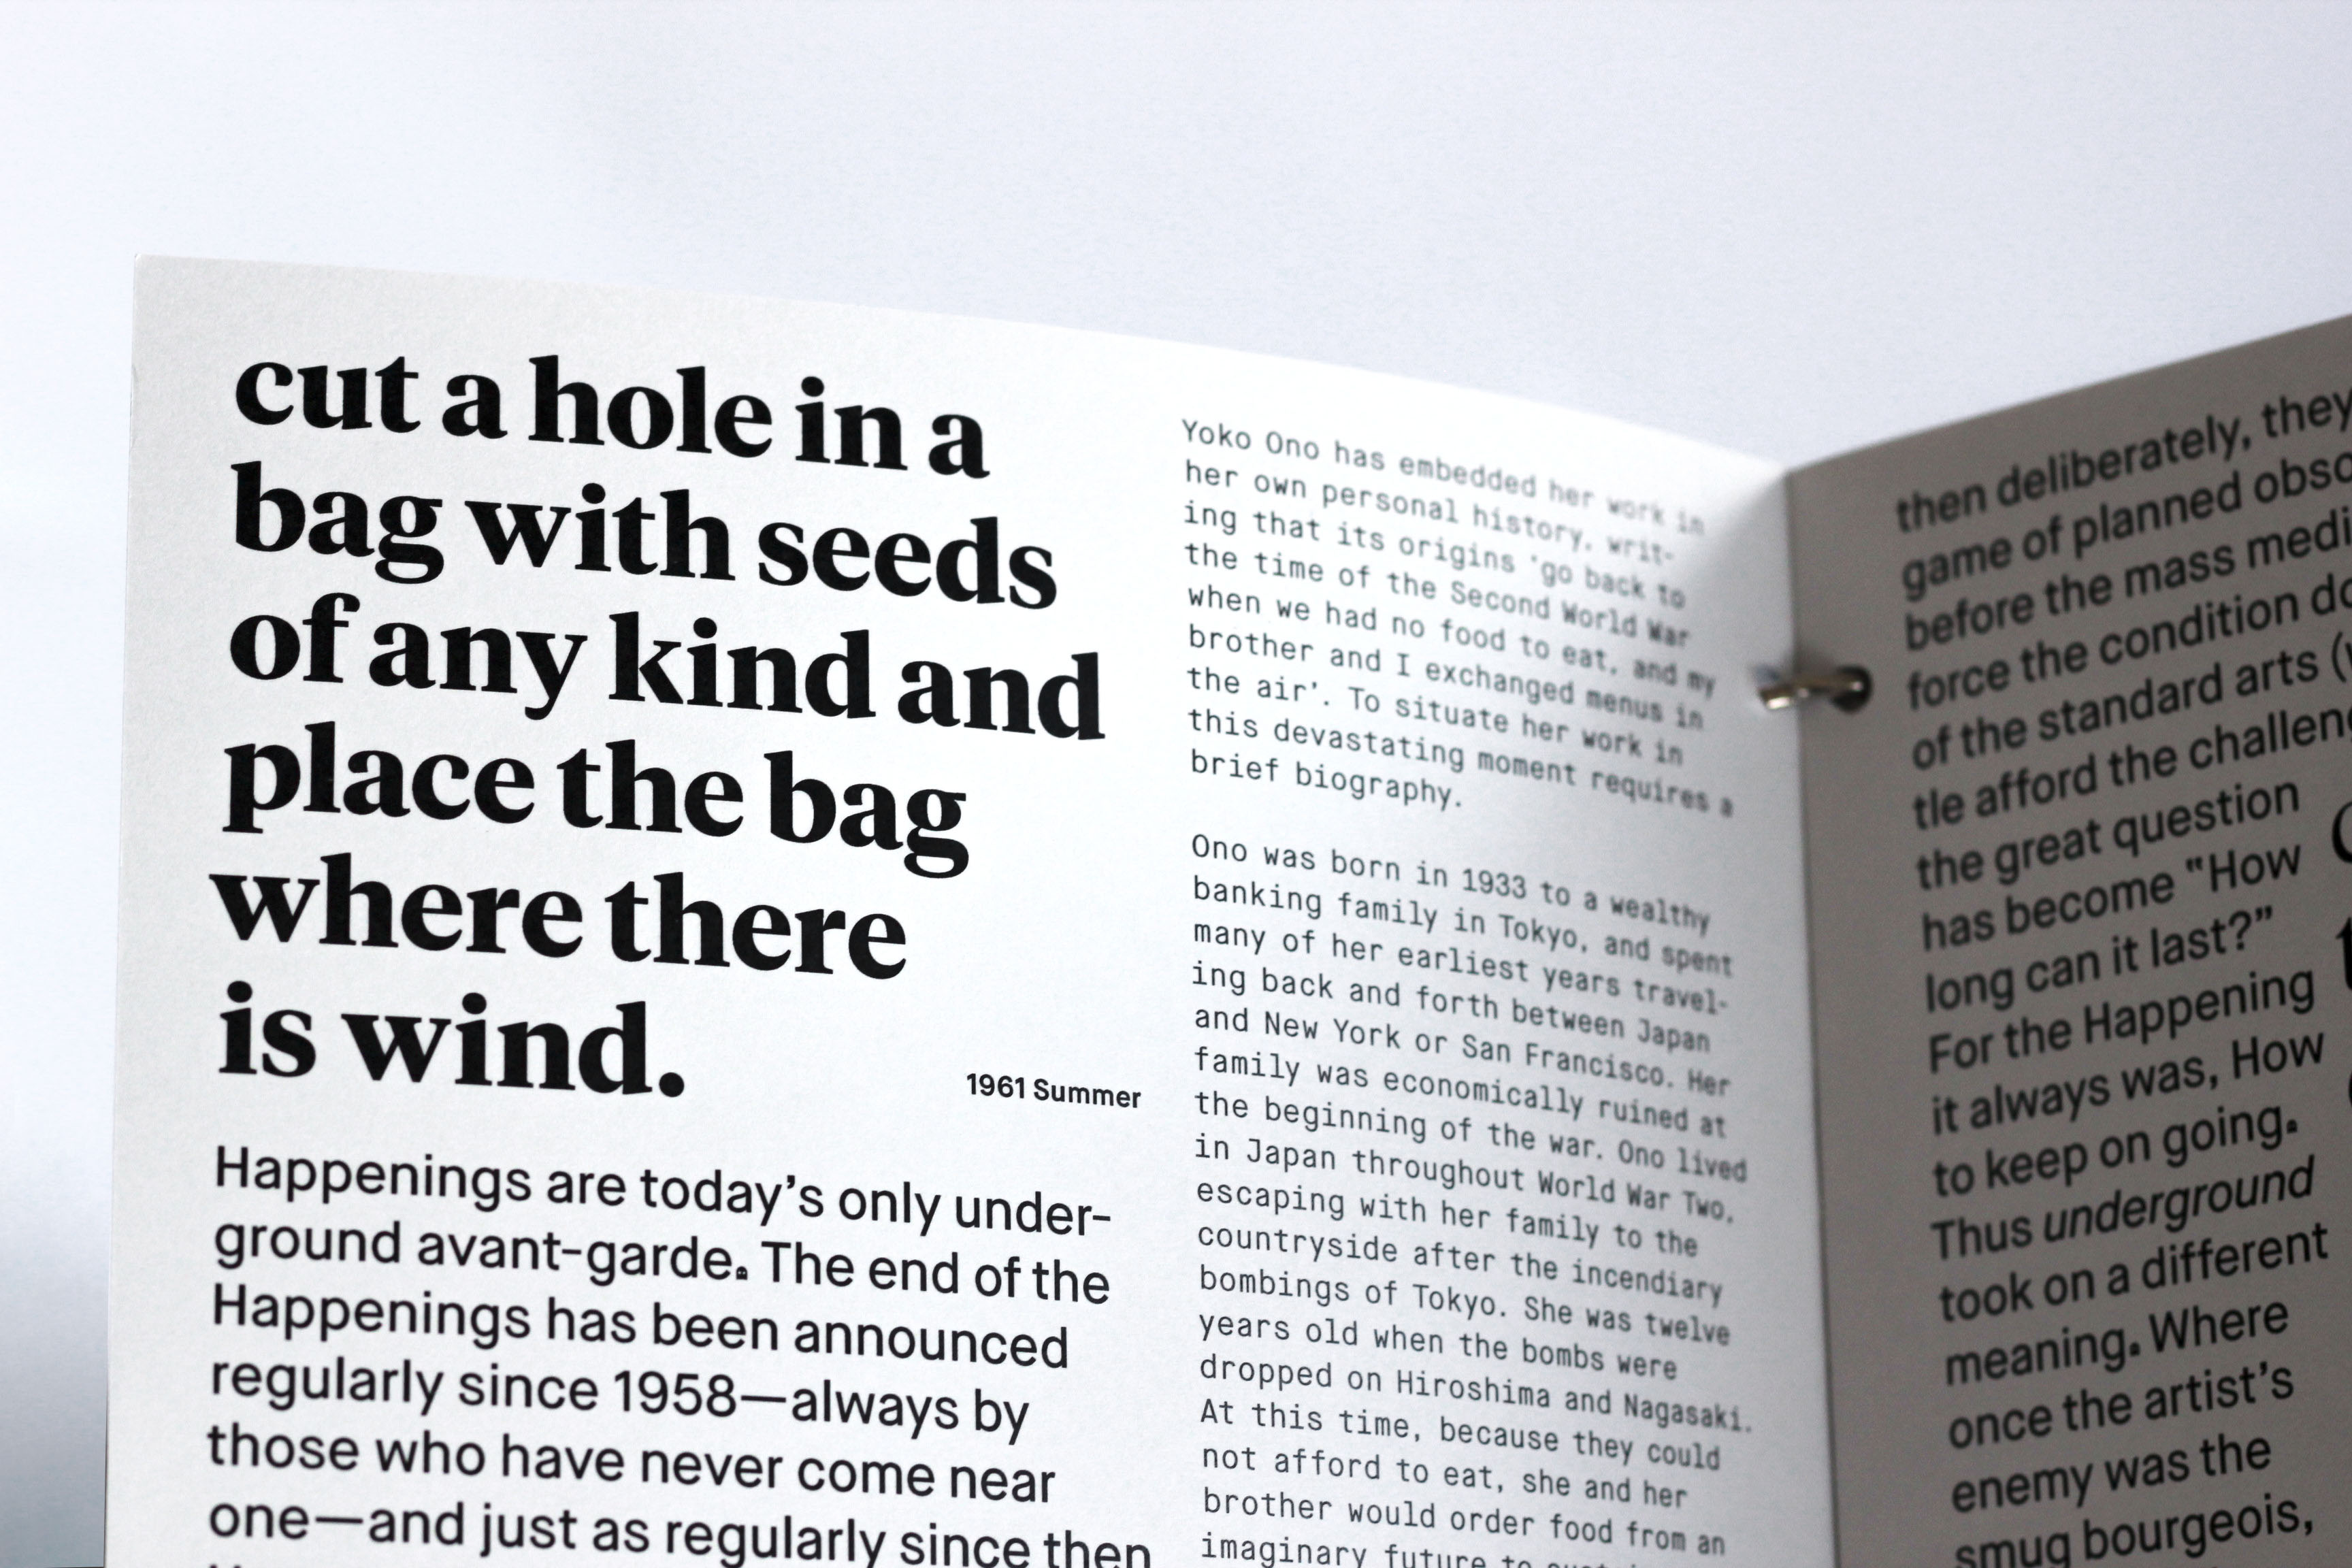 cut a hole in a
bag with seeds
of any kind and
place the bag
where there
is wind.
1961 Summer
Happenings are today’s only under-
ground avant-garde. The end of the
Happenings has been announced
regularly since 1958—always by
those who have never come near
one—and just as regularly since then
Yoko Ono has embedded her work in
her own personal history, writ-
ing that its origins ‘go back to
the time of the Second World War
when we had no food to eat, and my
brother and I exchanged menus in
the air’. To situate her work in
this devastating moment requires a
brief biography.
Ono was born in 1933 to a wealthy
banking family in Tokyo, and spent
many of her earliest years travel-
ing back and forth between Japan
and New York or San Francisco. Her
family was economically ruined at
the beginning of the war. Ono lived
in Japan throughout World War Two,
escaping with her family to the
countryside after the incendiary
bombings of Tokyo. She was twelve
years old when the bombs were
dropped on Hiroshima and Nagasaki.
At this time, because they could
not afford to eat, she and her
brother would order food from an
imaginary future to
then deliberately, they
game of planned
before the mass
force the condition
of the standard arts
tle afford the
the great question
has become “How
long can it last?”
For the Happening
it always was, How
to keep on going.
Thus underground
took on a different
meaning. Where
once the artist’s
enemy was the
smug bourgeois,